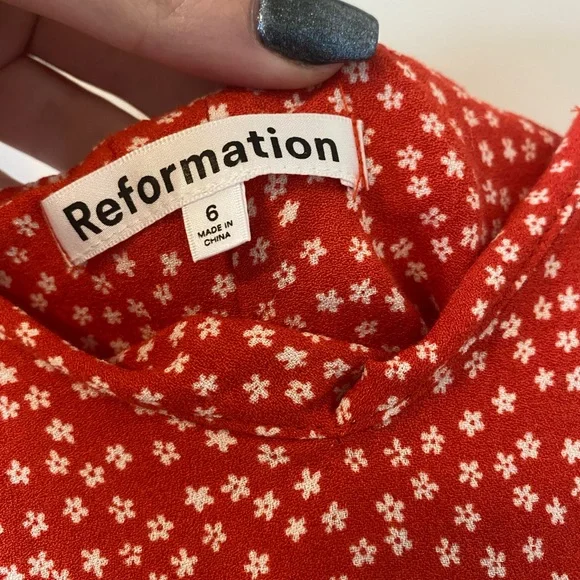 Reformation
6
MADE IN
CHINA